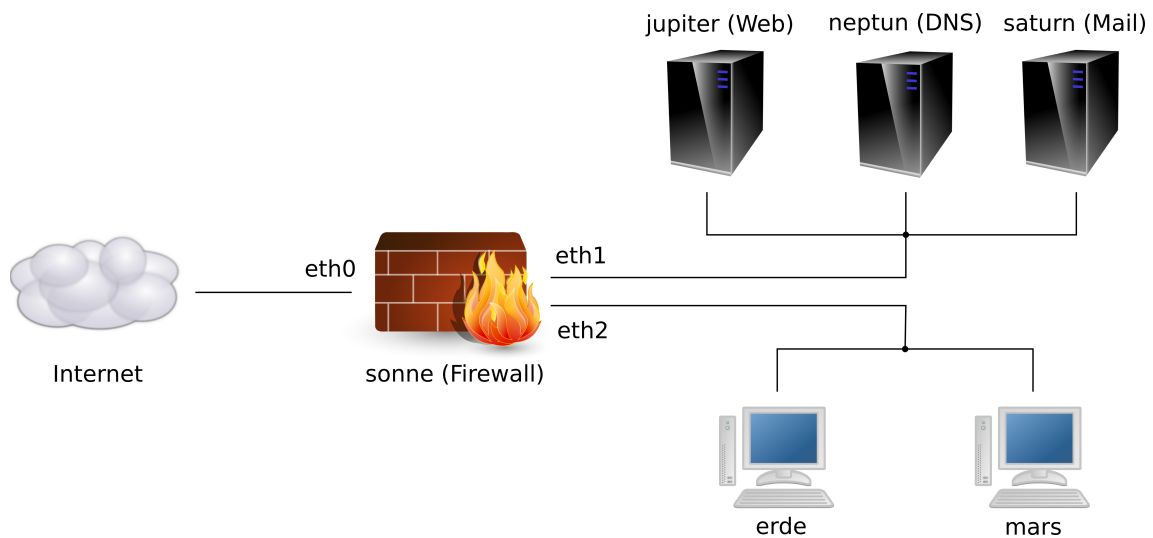 jupiter (Web)
neptun (DNS)
saturn (Mail)
eth0
eth1
eth2
Internet
sonne (Firewall)
erde
mars